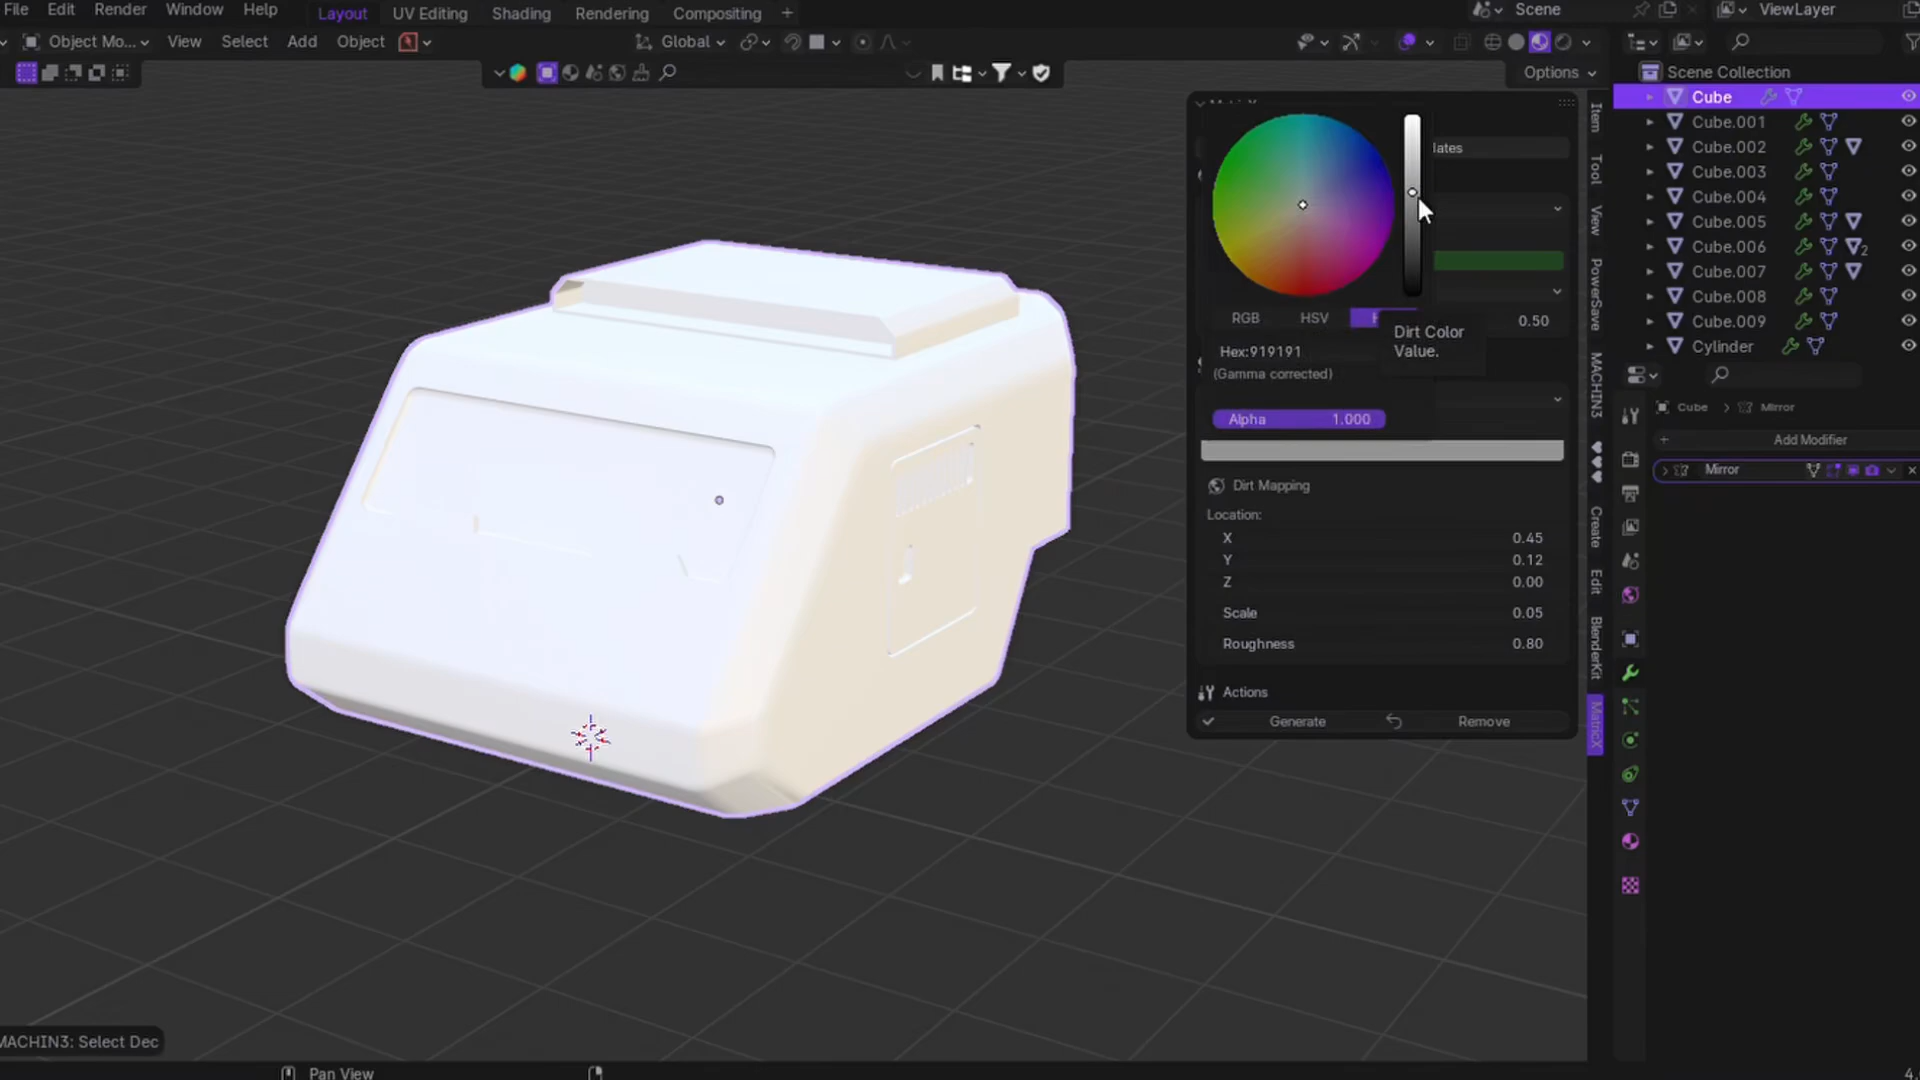 File Edit Render Window Help
Layout UV Editing Shading Rendering Compositing +
Scene
ViewLayer
Object Mo...
View Select Add Object
Global
Options
Scene Collection
Cube
Cube.001
Cube.002
Cube.003
Cube.004
Cube.005
Cube.006
2
Cube.007
Cube.008
Cube.009
Cylinder
Item
Tool
View
PowerSave
MACHIN3
Create
Edit
BlenderKit
MatricX
lates
RGB HSV
0.50
Dirt Color
Value.
Hex:919191
(Gamma corrected)
Alpha 1.000
Dirt Mapping
Location:
X 0.45
Y 0.12
Z 0.00
Scale 0.05
Roughness 0.80
Actions
Generate Remove
Cube > Mirror
+ Add Modifier
Mirror
MACHIN3: Select Dec
Pan View
4.